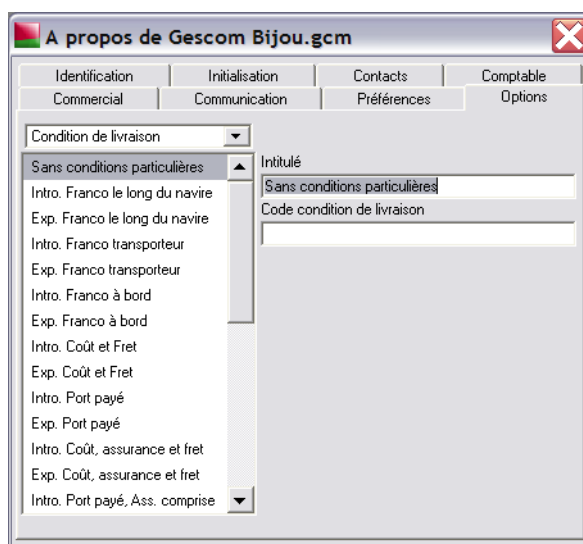 A propos de Gescom Bijou.gcm
Identification Initialisation Contacts Comptable
Commercial Communication Préférences Options
Condition de livraison
Sans conditions particulières
Intro. Franco le long du navire
Exp. Franco le long du navire
Intro. Franco transporteur
Exp. Franco transporteur
Intro. Franco à bord
Exp. Franco à bord
Intro. Coût et Fret
Exp. Coût et Fret
Intro. Port payé
Exp. Port payé
Intro. Coût, assurance et fret
Exp. Coût, assurance et fret
Intro. Port payé, Ass. comprise
Intitulé
Sans conditions particulières
Code condition de livraison